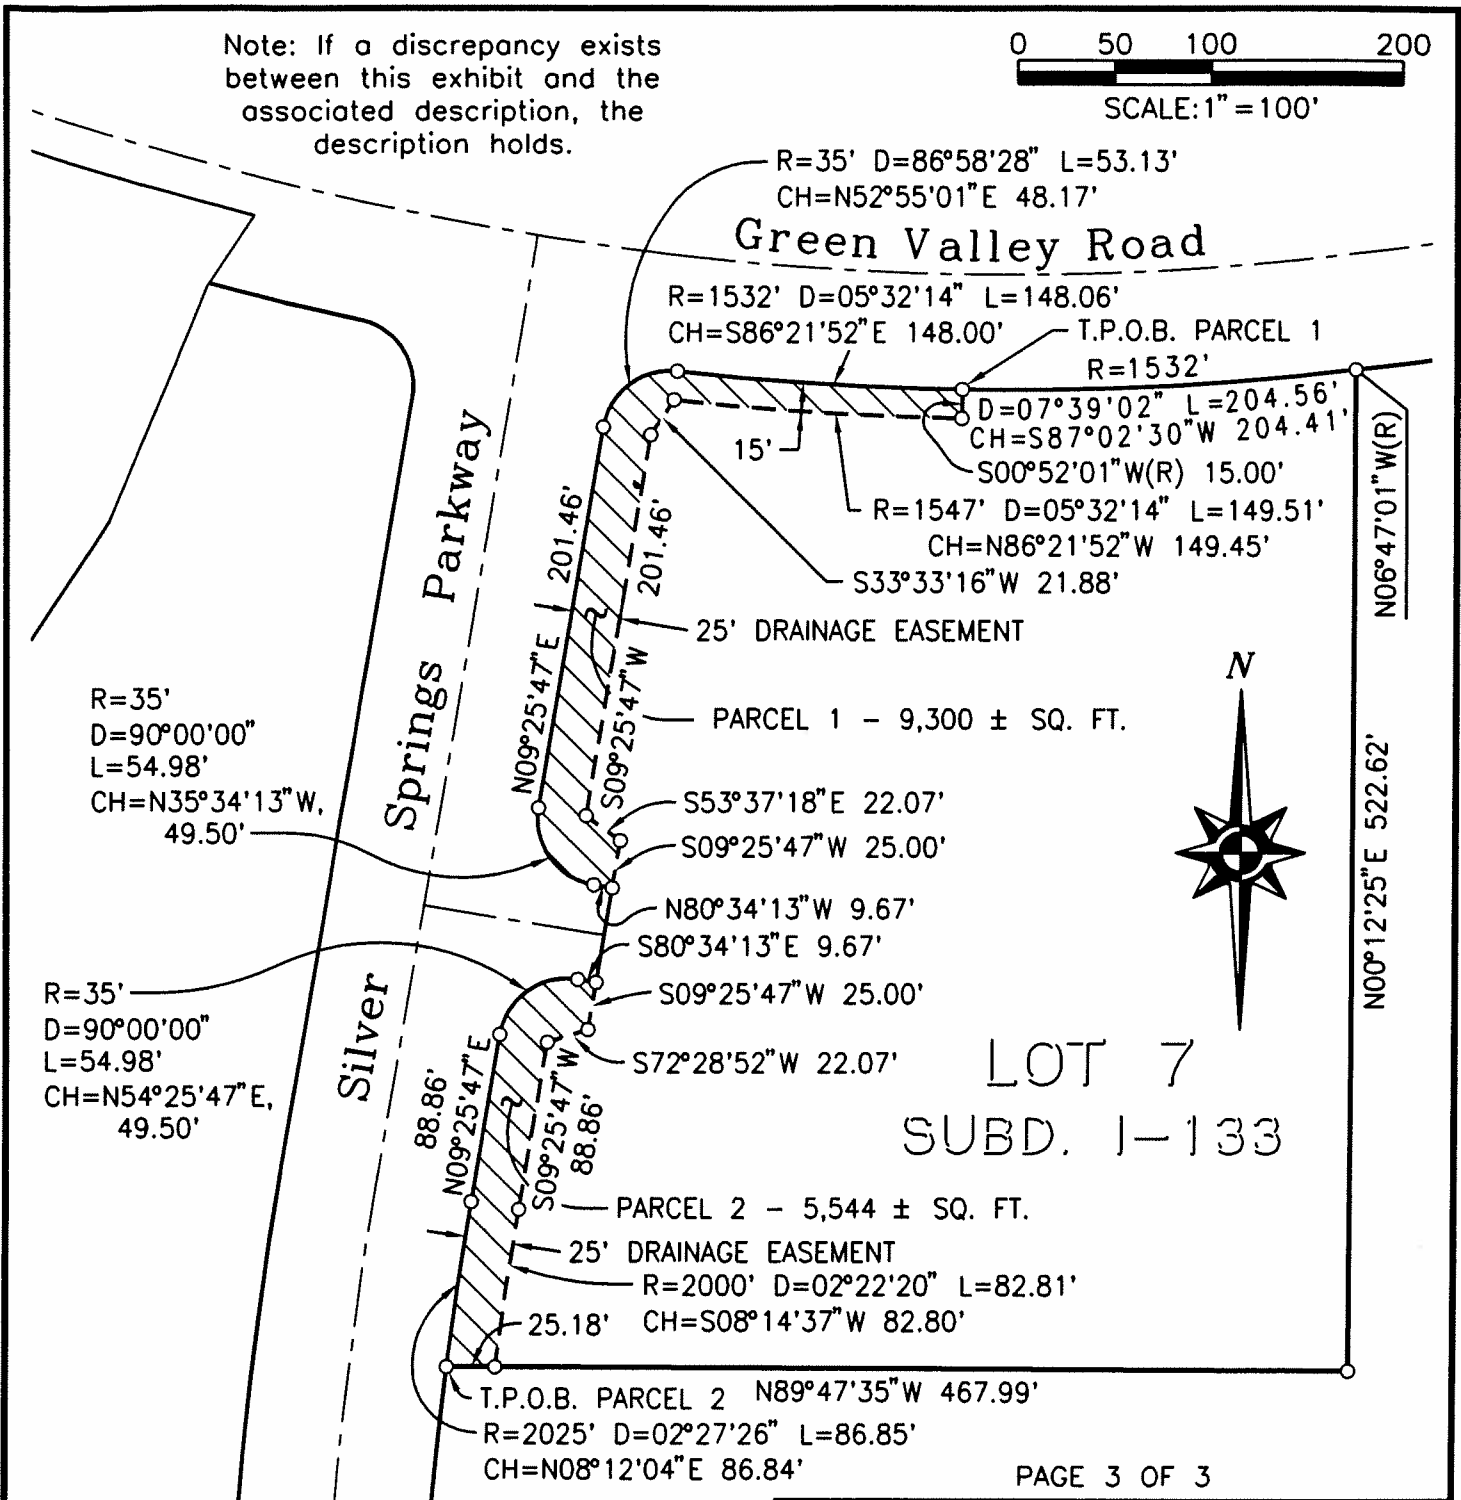 Note: If a discrepancy exists
between this exhibit and the
associated description, the
description holds.
0 50 100 200
SCALE: 1" = 100'
R=35' D=86°58'28" L=53.13'
CH=N52°55'01"E 48.17'
Green Valley Road
R=1532' D=05°32'14" L=148.06'
CH=S86°21'52"E 148.00'
T.P.O.B. PARCEL 1
R=1532'
D=07°39'02" L=204.56'
CH=S87°02'30"W 204.41'
15'
S00°52'01"W(R) 15.00'
R=1547' D=05°32'14" L=149.51'
CH=N86°21'52"W 149.45'
S33°33'16"W 21.88'
N06°47'01"W(R)
201.46'
201.46'
25' DRAINAGE EASEMENT
N09°25'47"E
S09°25'47"W
PARCEL 1 - 9,300 ± SQ. FT.
R=35'
D=90°00'00"
L=54.98'
CH=N35°34'13"W,
49.50'
Silver Springs Parkway
N
S53°37'18"E 22.07'
S09°25'47"W 25.00'
N80°34'13"W 9.67'
S80°34'13"E 9.67'
S09°25'47"W 25.00'
S72°28'52"W 22.07'
N00°12'25"E 522.62'
R=35'
D=90°00'00"
L=54.98'
CH=N54°25'47"E,
49.50'
LOT 7
SUBD. I-133
88.86'
N09°25'47"E
S09°25'47"W
88.86'
PARCEL 2 - 5,544 ± SQ. FT.
25' DRAINAGE EASEMENT
R=2000' D=02°22'20" L=82.81'
CH=S08°14'37"W 82.80'
25.18'
T.P.O.B. PARCEL 2
N89°47'35"W 467.99'
R=2025' D=02°27'26" L=86.85'
CH=N08°12'04"E 86.84'
PAGE 3 OF 3